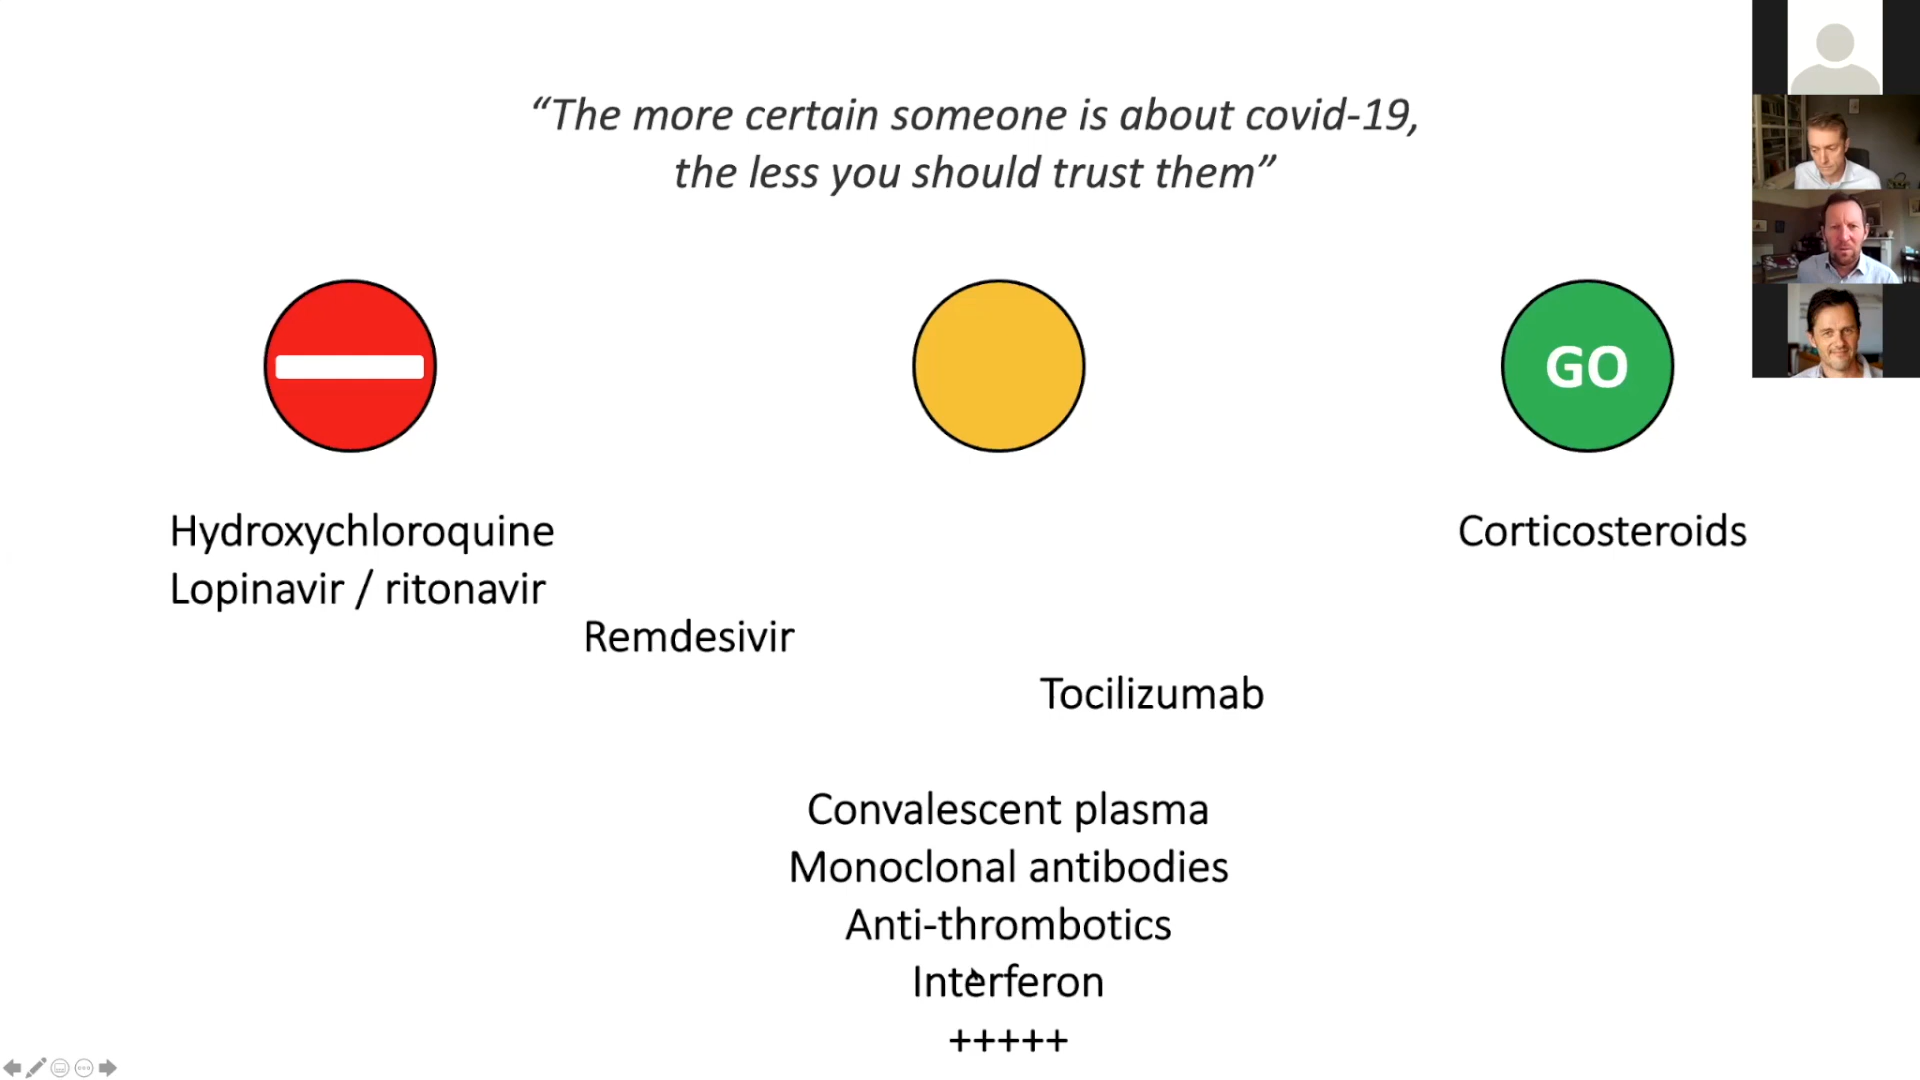 “The more certain someone is about covid-19,
the less you should trust them”
GO
Hydroxychloroquine
Corticosteroids
Lopinavir / ritonavir
Remdesivir
Tocilizumab
Convalescent plasma
Monoclonal antibodies
Anti-thrombotics
Interferon
+++++